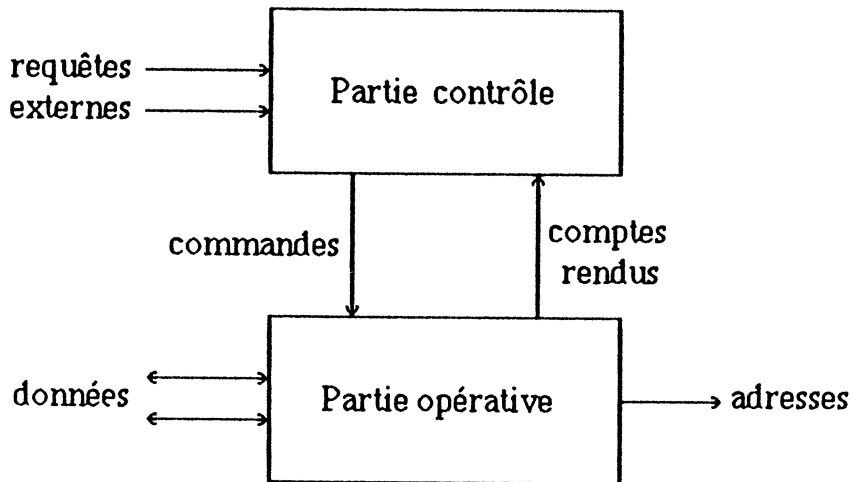 requêtes
externes
Partie contrôle
commandes
comptes
rendus
données
Partie opérative
adresses